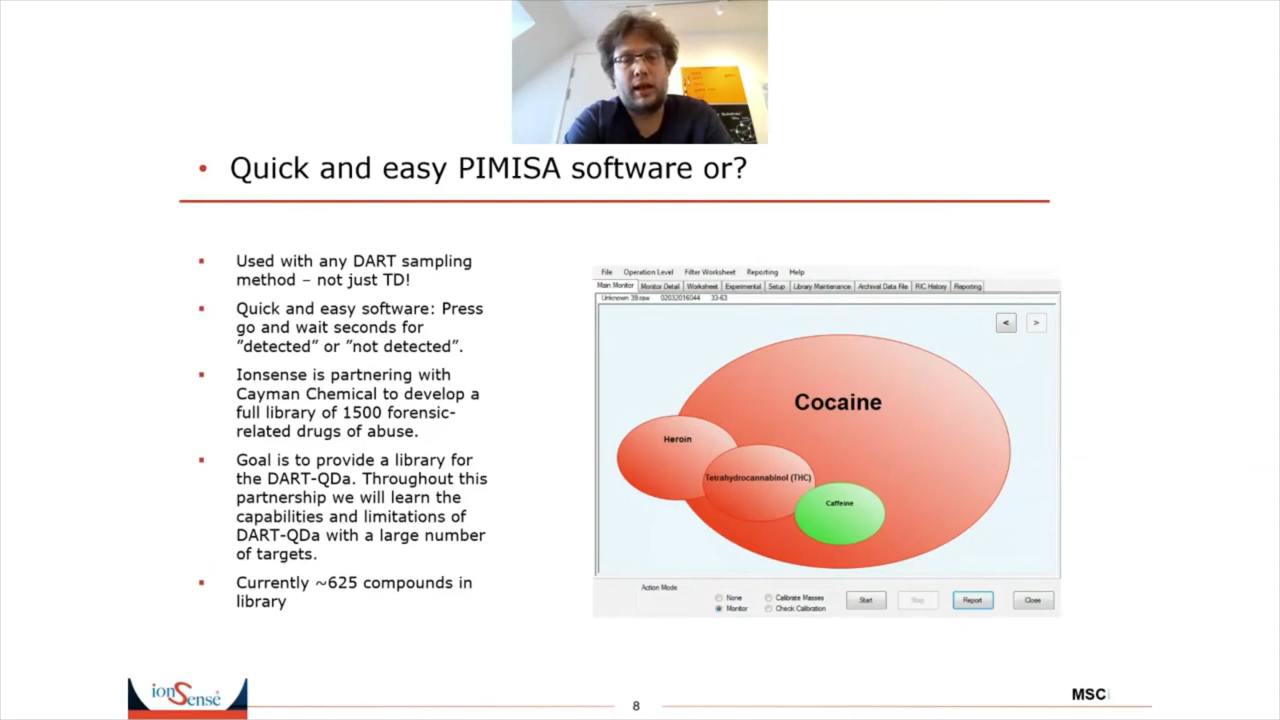 • Quick and easy PIMISA software or?
▪ Used with any DART sampling
method – not just TD!
▪ Quick and easy software: Press
go and wait seconds for
”detected” or ”not detected”.
▪ Ionsense is partnering with
Cayman Chemical to develop a
full library of 1500 forensic-
related drugs of abuse.
▪ Goal is to provide a library for
the DART-QDa. Throughout this
partnership we will learn the
capabilities and limitations of
DART-QDa with a large number
of targets.
▪ Currently ~625 compounds in
library
File Operation Level Filter Worksheet Reporting Help
Main Monitor Monitor Detail Worksheet Experimental Setup Library Maintenance Archival Data File RIC History Reporting
Unknown 39.raw 02032016044 33-63
< >
Cocaine
Heroin
Tetrahydrocannabinol (THC)
Caffeine
Action Mode
None Calibrate Masses
Monitor Check Calibration
Start Stop Report Close
ionSense
8
MSC